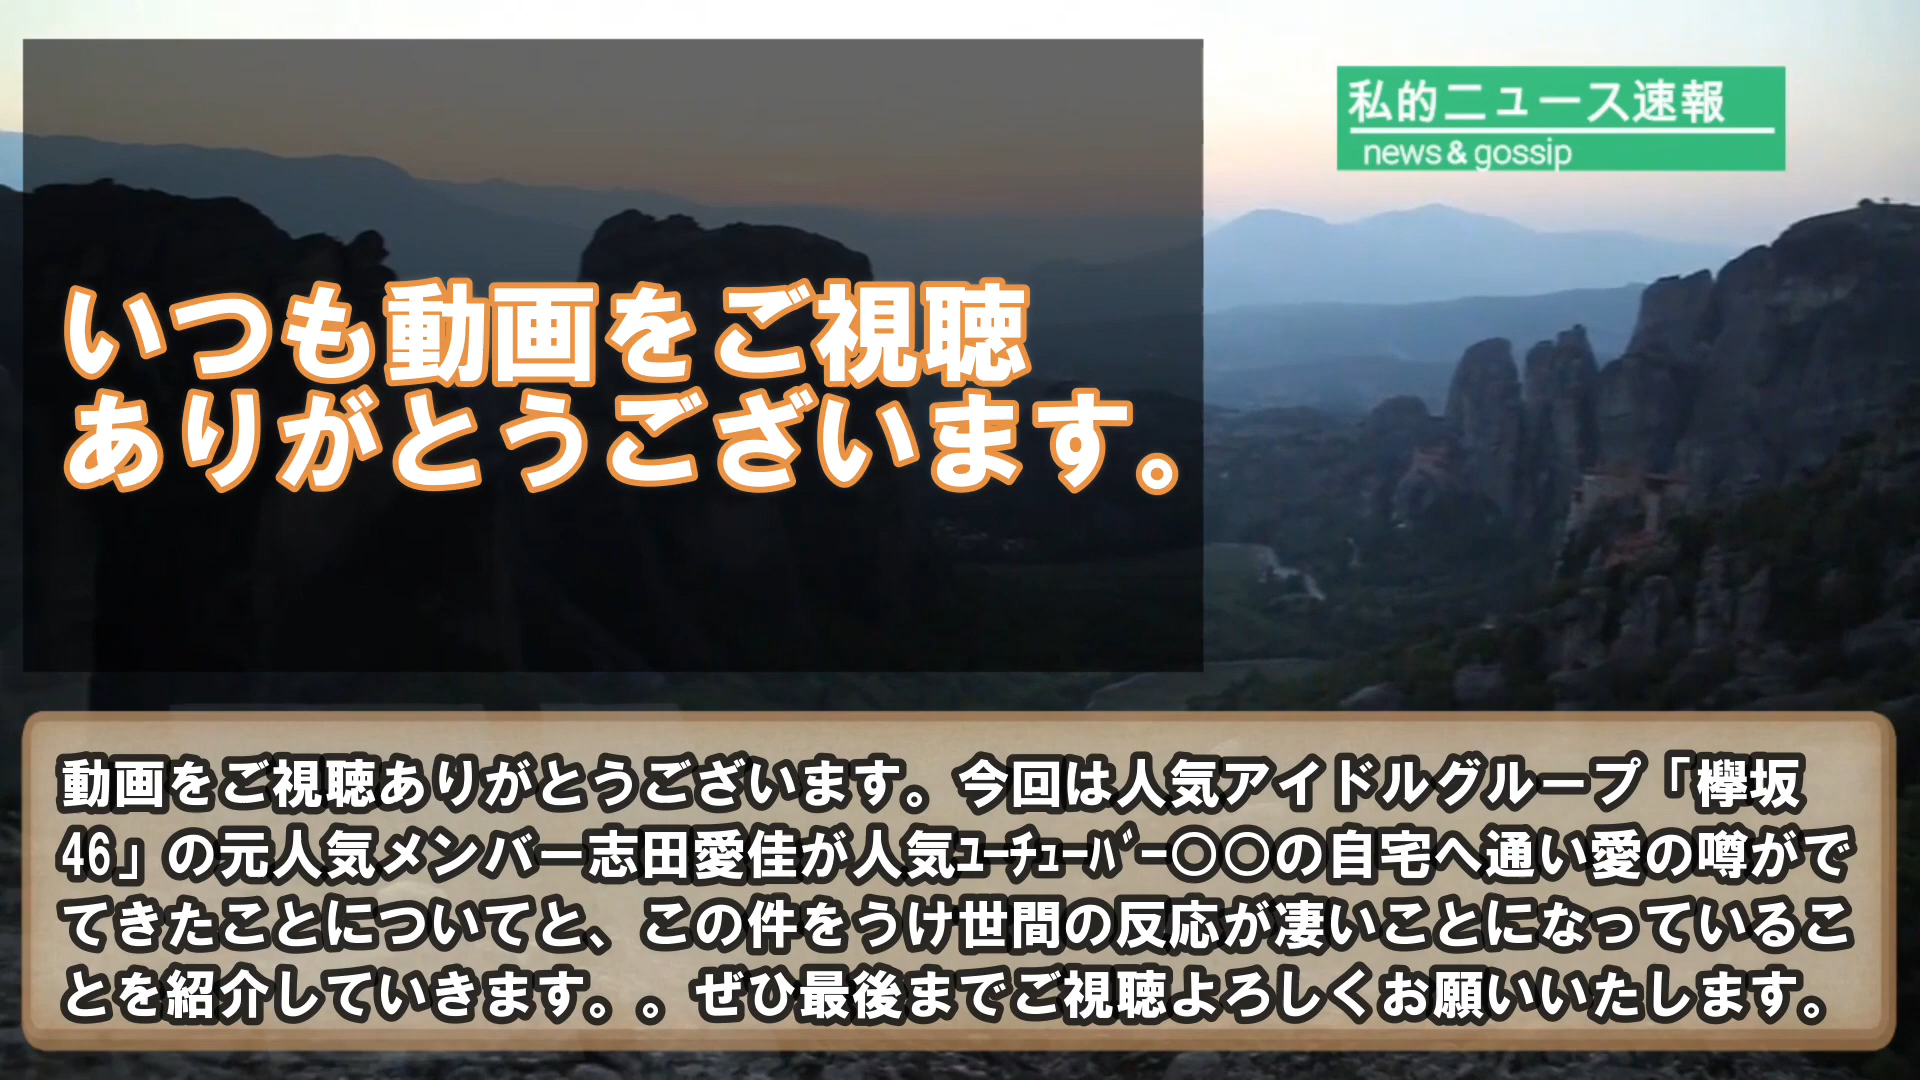 私的ニュース速報
news & gossip
いつも動画をご視聴
ありがとうございます。
動画をご視聴ありがとうございます。今回は人気アイドルグループ「欅坂
46」の元人気メンバー志田愛佳が人気ﾕｰﾁｭｰﾊﾞｰ〇〇の自宅へ通い愛の噂がで
てきたことについてと、この件をうけ世間の反応が凄いことになっているこ
とを紹介していきます。。ぜひ最後までご視聴よろしくお願いいたします。